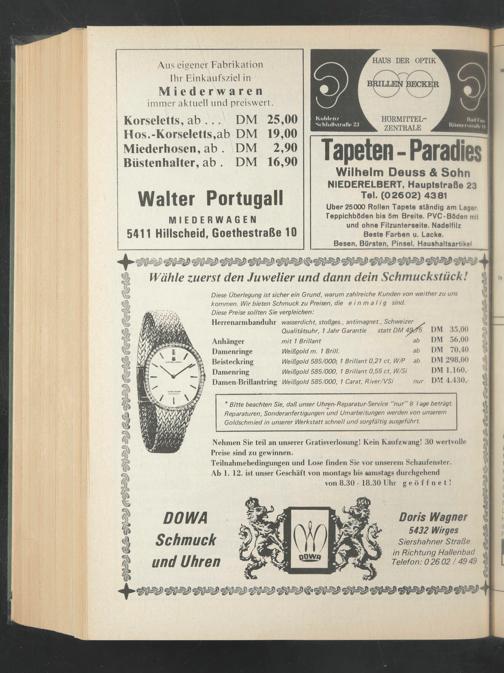 Aus eigener Fabrikation
Ihr Einkaufsziel in
Miederwaren
immer aktuell und preiswert.
Korseletts, ab . . . DM 25,00
Hos.-Korseletts, ab DM 19,00
Miederhosen, ab . DM 2,90
Büstenhalter, ab . DM 16,90
Walter Portugall
MIEDERWAGEN
5411 Hillscheid, Goethestraße 10
HAUS DER OPTIK
BRILLEN BECKER
Koblenz
Schloßstraße 23
HÖRMITTEL-
ZENTRALE
Bad Ems
Römerstraße
Tapeten-Paradies
Wilhelm Deuss & Sohn
NIEDERELBERT, Hauptstraße 23
Tel. (02602) 4381
Über 25000 Rollen Tapete ständig am Lager.
Teppichböden bis 5m Breite. PVC-Böden mit
und ohne Filzunterseite. Nadelfilz
Beste Farben u. Lacke.
Besen, Bürsten, Pinsel, Haushaltsartikel
Wähle zuerst den Juwelier und dann dein Schmuckstück!
Diese Überlegung ist sicher ein Grund, warum zahlreiche Kunden von weither zu uns
kommen. Wir bieten Schmuck zu Preisen, die einmalig sind.
Diese Preise sollten Sie vergleichen:
Herrenarmbanduhr wasserdicht, stoßges., antimagnet., Schweizer
Qualitätsuhr, 1 Jahr Garantie statt DM 49,75 DM 35,00
Anhänger mit 1 Brillant ab DM 56,00
Damenringe Weißgold m. 1 Brill. ab DM 70,40
Beisteckring Weißgold 585/000, 1 Brillant 0,21 ct, W/P ab DM 298,00
Damenring Weißgold 585/000, 1 Brillant 0,55 ct, W/Si DM 1.160,
Damen-Brillantring Weißgold 585/000, 1 Carat, River/VSi nur DM 4.430,-
* Bitte beachten Sie, daß unser Uhren-Reparatur-Service "nur" 8 Tage beträgt.
Reparaturen, Sonderanfertigungen und Umarbeitungen werden von unserem
Goldschmied in unserer Werkstatt schnell und sorgfältig ausgeführt.
Nehmen Sie teil an unserer Gratisverlosung! Kein Kaufzwang! 30 wertvolle
Preise sind zu gewinnen.
Teilnahmebedingungen und Lose finden Sie vor unserem Schaufenster.
Ab 1. 12. ist unser Geschäft von montags bis samstags durchgehend
von 8.30 - 18.30 Uhr geöffnet!
DOWA
Schmuck
und Uhren
DOWA
Doris Wagner
5432 Wirges
Siershahner Straße
in Richtung Hallenbad
Telefon: 0 26 02 / 49 49